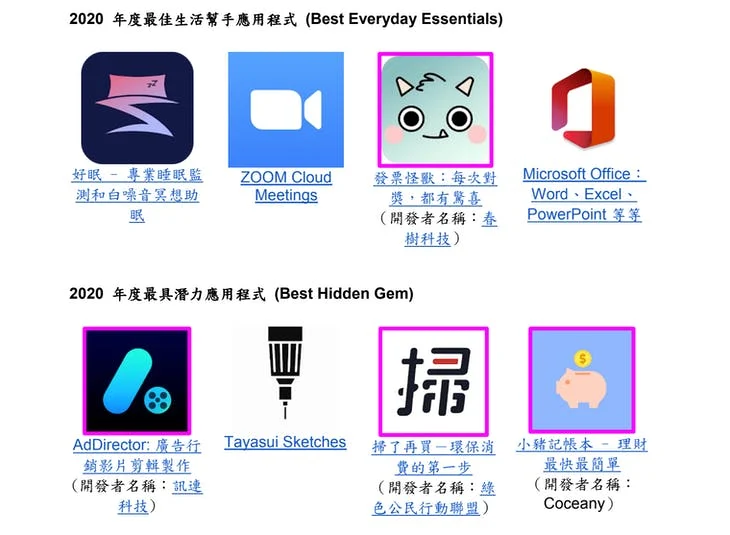 2020 年度最佳生活幫手應用程式 (Best Everyday Essentials)
zz
好眠 – 專業睡眠監
測和白噪音冥想助
眠
ZOOM Cloud
Meetings
發票怪獸：每次對
獎，都有驚喜
（開發者名稱：春
樹科技）
Microsoft Office：
Word、Excel、
PowerPoint 等等
2020 年度最具潛力應用程式 (Best Hidden Gem)
AdDirector: 廣告行
銷影片剪輯製作
（開發者名稱：訊連
科技）
Tayasui Sketches
掃
掃了再買－環保消
費的第一步
（開發者名稱：綠
色公民行動聯盟）
$
小豬記帳本 – 理財
最快最簡單
（開發者名稱：
Coceany）